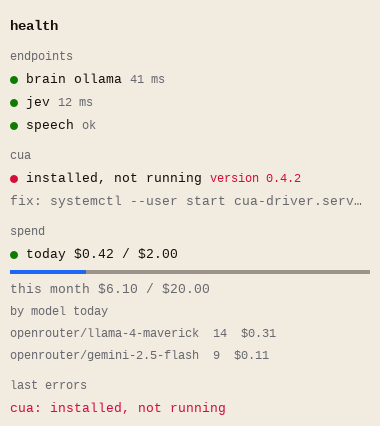 health
endpoints
brain ollama 41 ms
jev 12 ms
speech ok
cua
installed, not running version 0.4.2
fix: systemctl --user start cua-driver.serv…
spend
today $0.42 / $2.00
this month $6.10 / $20.00
by model today
openrouter/llama-4-maverick 14 $0.31
openrouter/gemini-2.5-flash 9 $0.11
last errors
cua: installed, not running